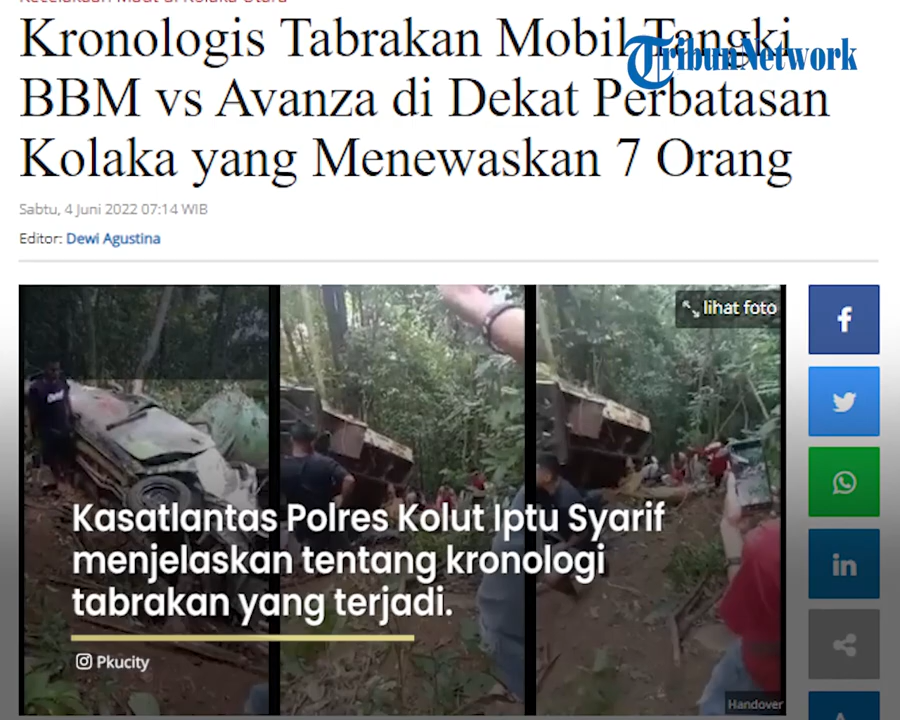 Kronologis Tabrakan Mobil Tangki
TribunNetwork
BBM vs Avanza di Dekat Perbatasan
Kolaka yang Menewaskan 7 Orang
Sabtu, 4 Juni 2022 07:14 WIB
Editor: Dewi Agustina
lihat foto
Kasatlantas Polres Kolut Iptu Syarif
menjelaskan tentang kronologi
tabrakan yang terjadi.
Pkucity
Handover